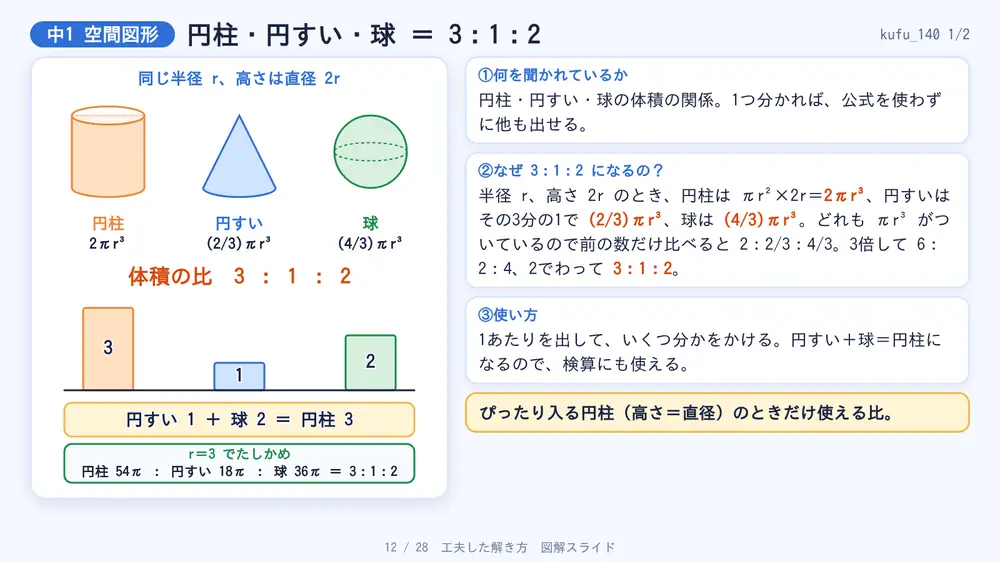 中1 空間図形
円柱・円すい・球 ＝ 3：1：2
kufu_140 1/2
同じ半径 r、高さは直径 2r
円柱
2πr³
円すい
(2/3)πr³
球
(4/3)πr³
体積の比 3 : 1 : 2
3
1
2
円すい 1 ＋ 球 2 ＝ 円柱 3
r＝3 でたしかめ
円柱 54π : 円すい 18π : 球 36π ＝ 3:1:2
①何を聞かれているか
円柱・円すい・球の体積の関係。1つ分かれば、公式を使わず
に他も出せる。
②なぜ 3：1：2 になるの？
半径 r、高さ 2r のとき、円柱は πr²×2r＝2πr³、円すいは
その3分の1で (2/3)πr³、球は (4/3)πr³。どれも πr³ がつ
いているので前の数だけ比べると 2：2/3：4/3。3倍して 6：
2：4、2でわって 3：1：2。
③使い方
1あたりを出して、いくつ分かをかける。円すい＋球＝円柱に
なるので、検算にも使える。
ぴったり入る円柱（高さ＝直径）のときだけ使える比。
12 / 28 工夫した解き方 図解スライド